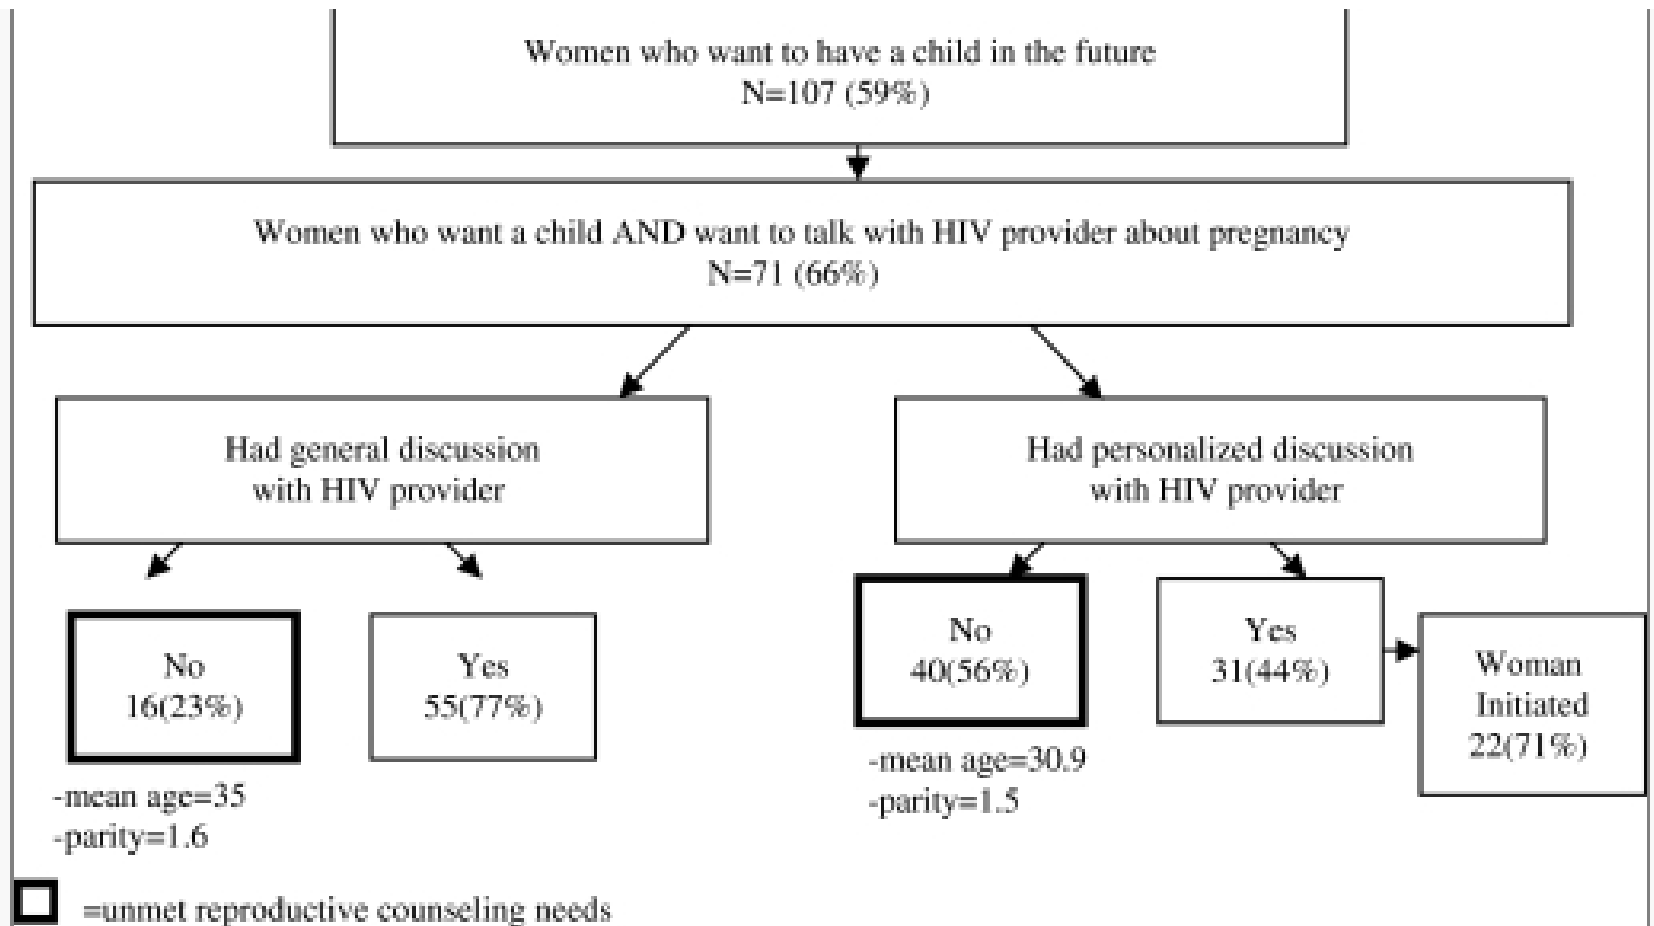 Women who want to have a child in the future
N=107 (59%)
Women who want a child AND want to talk with HIV provider about pregnancy
N=71 (66%)
Had general discussion
with HIV provider
Had personalized discussion
with HIV provider
No
16(23%)
Yes
55(77%)
No
40(56%)
Yes
31(44%)
Woman
Initiated
22(71%)
-mean age=35
-parity=1.6
-mean age=30.9
-parity=1.5
=unmet reproductive counseling needs